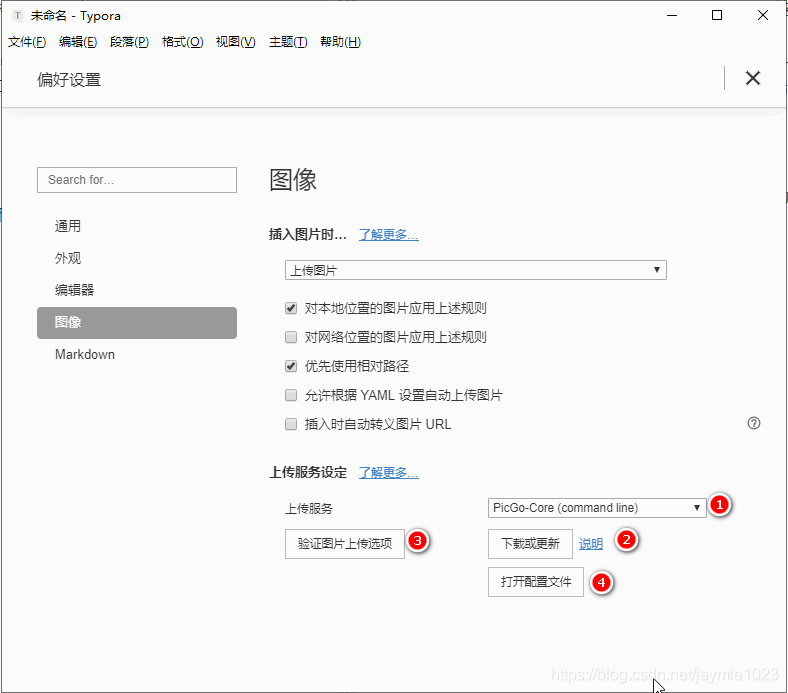 T 未命名 - Typora
文件(F) 编辑(E) 段落(P) 格式(O) 视图(V) 主题(T) 帮助(H)
偏好设置
Search for...
图像
通用
插入图片时... 了解更多...
外观
上传图片
编辑器
对本地位置的图片应用上述规则
图像
对网络位置的图片应用上述规则
Markdown
优先使用相对路径
允许根据 YAML 设置自动上传图片
插入时自动转义图片 URL ?
上传服务设定 了解更多...
上传服务 PicGo-Core (command line) 1
验证图片上传选项 3 下载或更新 说明 2
打开配置文件 4
https://blog.csdn.net/jaymie1023